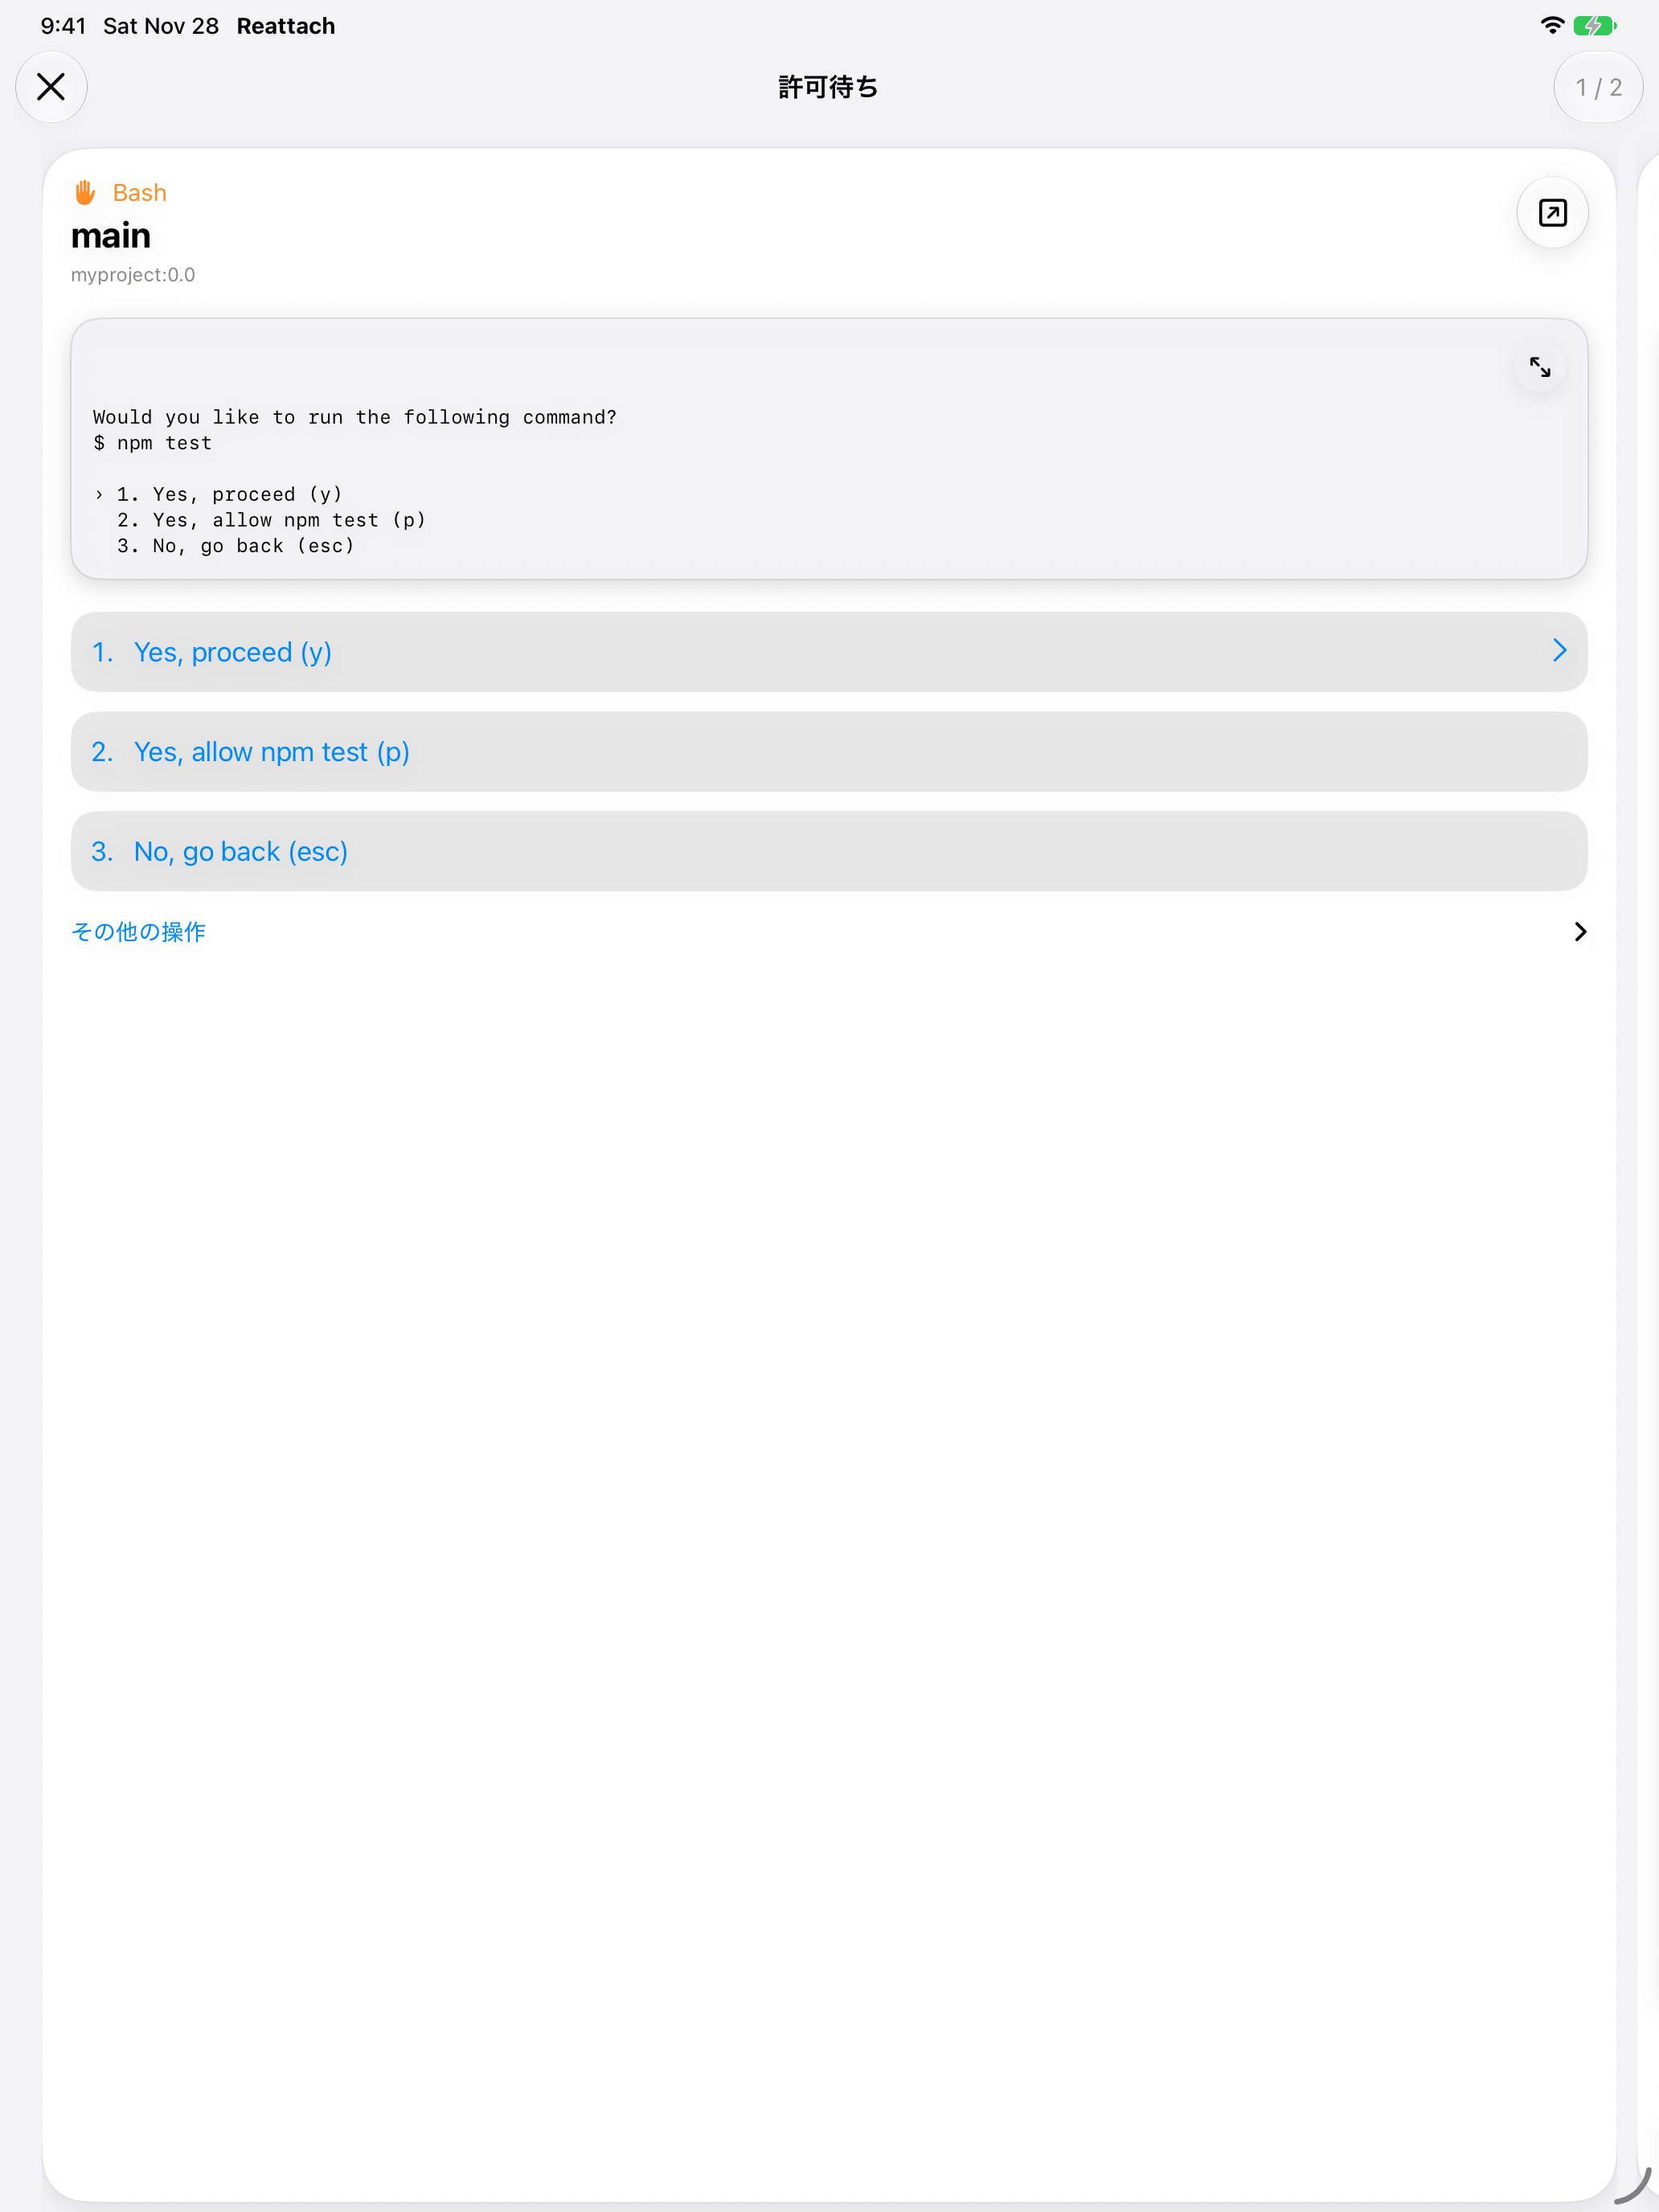 9:41 Sat Nov 28 Reattach
許可待ち
1 / 2
Bash
main
myproject:0.0
Would you like to run the following command?
$ npm test
› 1. Yes, proceed (y)
2. Yes, allow npm test (p)
3. No, go back (esc)
1. Yes, proceed (y)
2. Yes, allow npm test (p)
3. No, go back (esc)
その他の操作